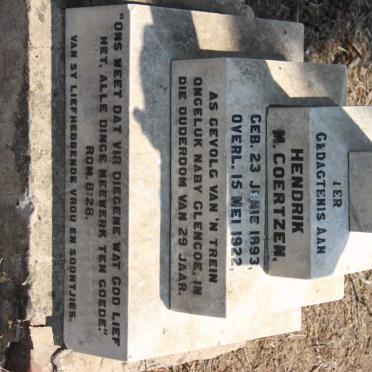 TER
GEDAGTENIS AAN
HENDRIK
M. COERTZEN.
GEB. 23 JUNIE 1893.
OVERL. 15 MEI 1922.
AS GEVOLG VAN 'N TREIN
ONGELUK NABY GLENCOE, IN
DIE OUDERDOM VAN 29 JAAR.
"ONS WEET DAT VIR DIEGENE WAT GOD LIEF
HET, ALLE DINGE MEEWERK TEN GOEDE."
ROM. 8-28.
VAN SY LIEFHEBBENDE VROU EN SOONTJIES.